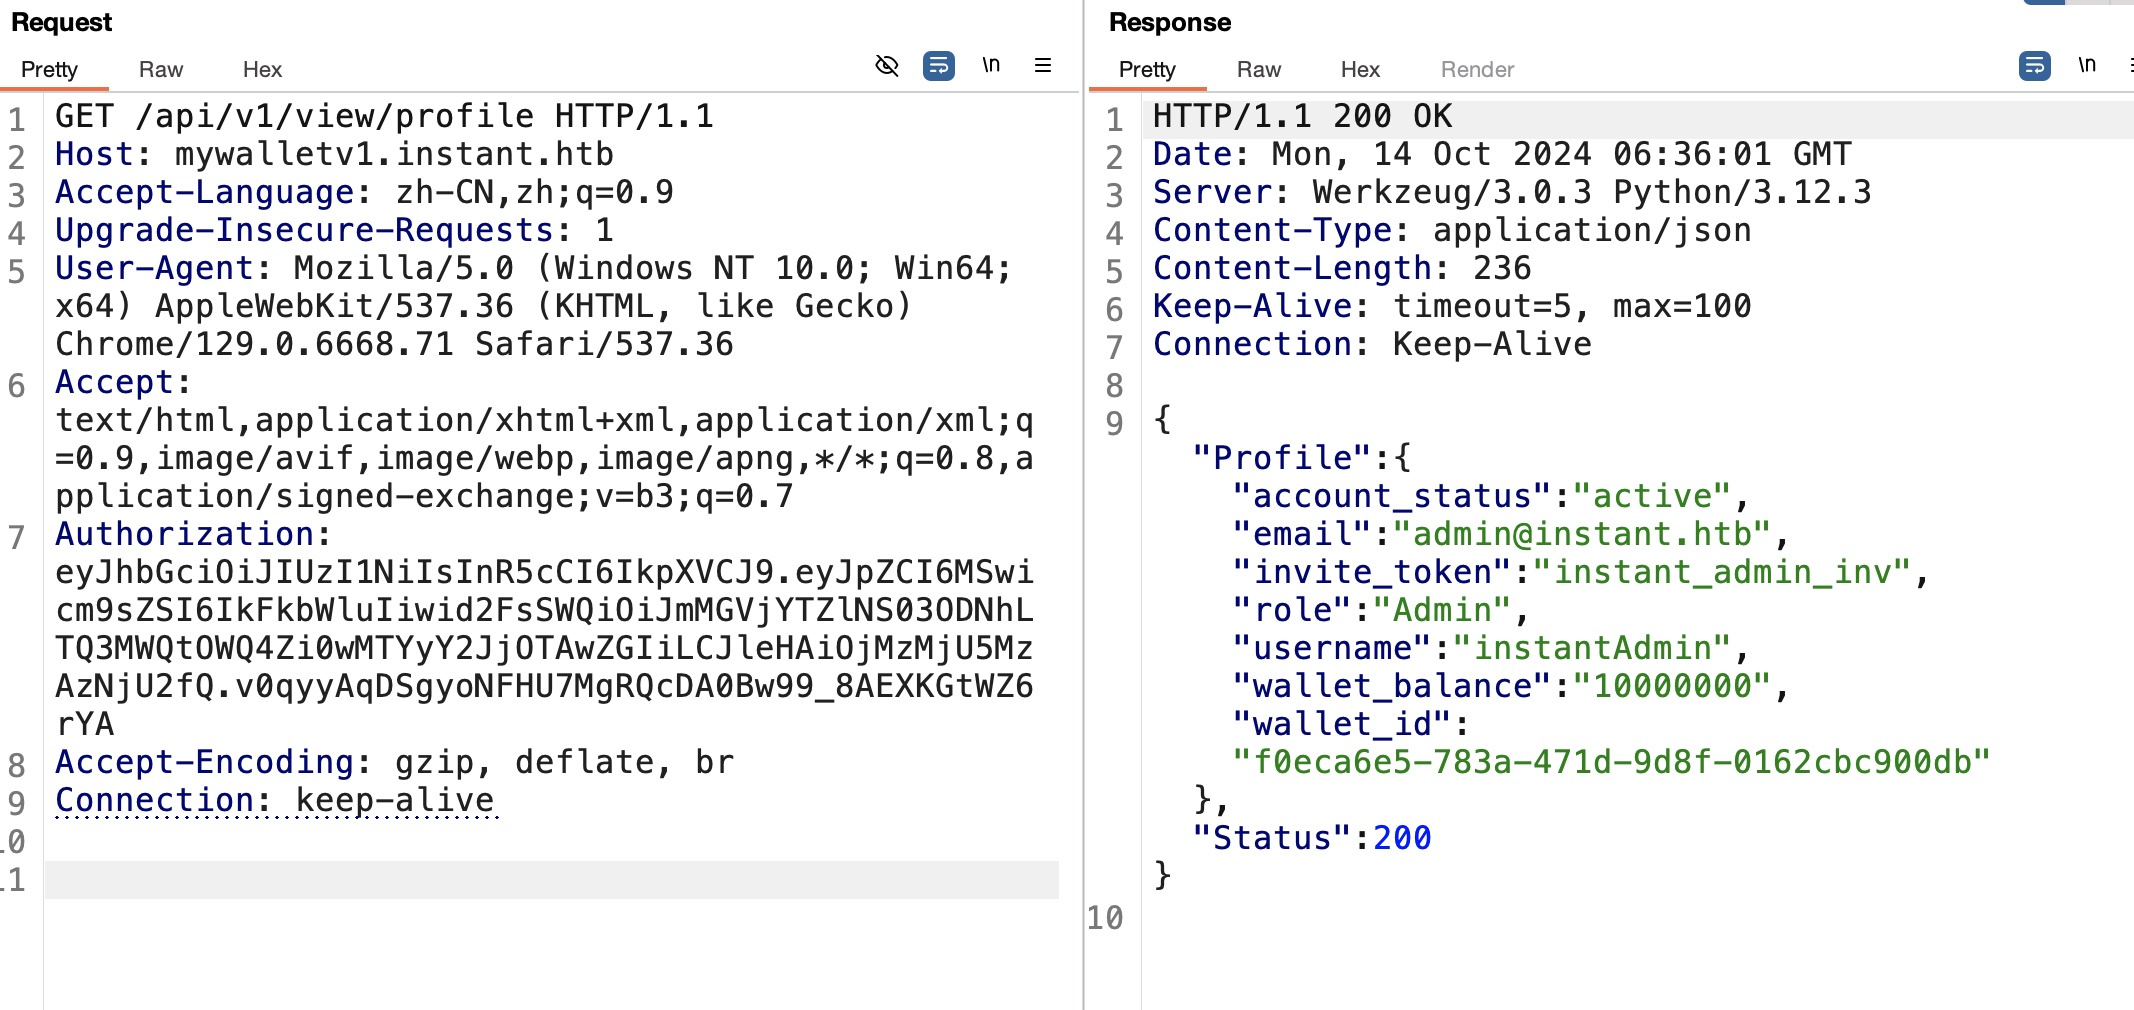 Request
Pretty Raw Hex \n
1 GET /api/v1/view/profile HTTP/1.1
2 Host: mywalletv1.instant.htb
3 Accept-Language: zh-CN,zh;q=0.9
4 Upgrade-Insecure-Requests: 1
5 User-Agent: Mozilla/5.0 (Windows NT 10.0; Win64;
x64) AppleWebKit/537.36 (KHTML, like Gecko)
Chrome/129.0.6668.71 Safari/537.36
6 Accept:
text/html,application/xhtml+xml,application/xml;q
=0.9,image/avif,image/webp,image/apng,*/*;q=0.8,a
pplication/signed-exchange;v=b3;q=0.7
7 Authorization:
eyJhbGciOiJIUzI1NiIsInR5cCI6IkpXVCJ9.eyJpZCI6MSwi
cm9sZSI6IkFkbWluIiwid2FsSWQiOiJmMGVjYTZlNS03ODNhL
TQ3MWQtOWQ4Zi0wMTYyY2JjOTAwZGIiLCJleHAiOjMzMjU5Mz
AzNjU2fQ.v0qyyAqDSgyoNFHU7MgRQcDA0Bw99_8AEXKGtWZ6
rYA
8 Accept-Encoding: gzip, deflate, br
9 Connection: keep-alive
10
11
Response
Pretty Raw Hex Render \n
1 HTTP/1.1 200 OK
2 Date: Mon, 14 Oct 2024 06:36:01 GMT
3 Server: Werkzeug/3.0.3 Python/3.12.3
4 Content-Type: application/json
5 Content-Length: 236
6 Keep-Alive: timeout=5, max=100
7 Connection: Keep-Alive
8
9 {
"Profile":{
"account_status":"active",
"email":"admin@instant.htb",
"invite_token":"instant_admin_inv",
"role":"Admin",
"username":"instantAdmin",
"wallet_balance":"10000000",
"wallet_id":
"f0eca6e5-783a-471d-9d8f-0162cbc900db"
},
"Status":200
}
10